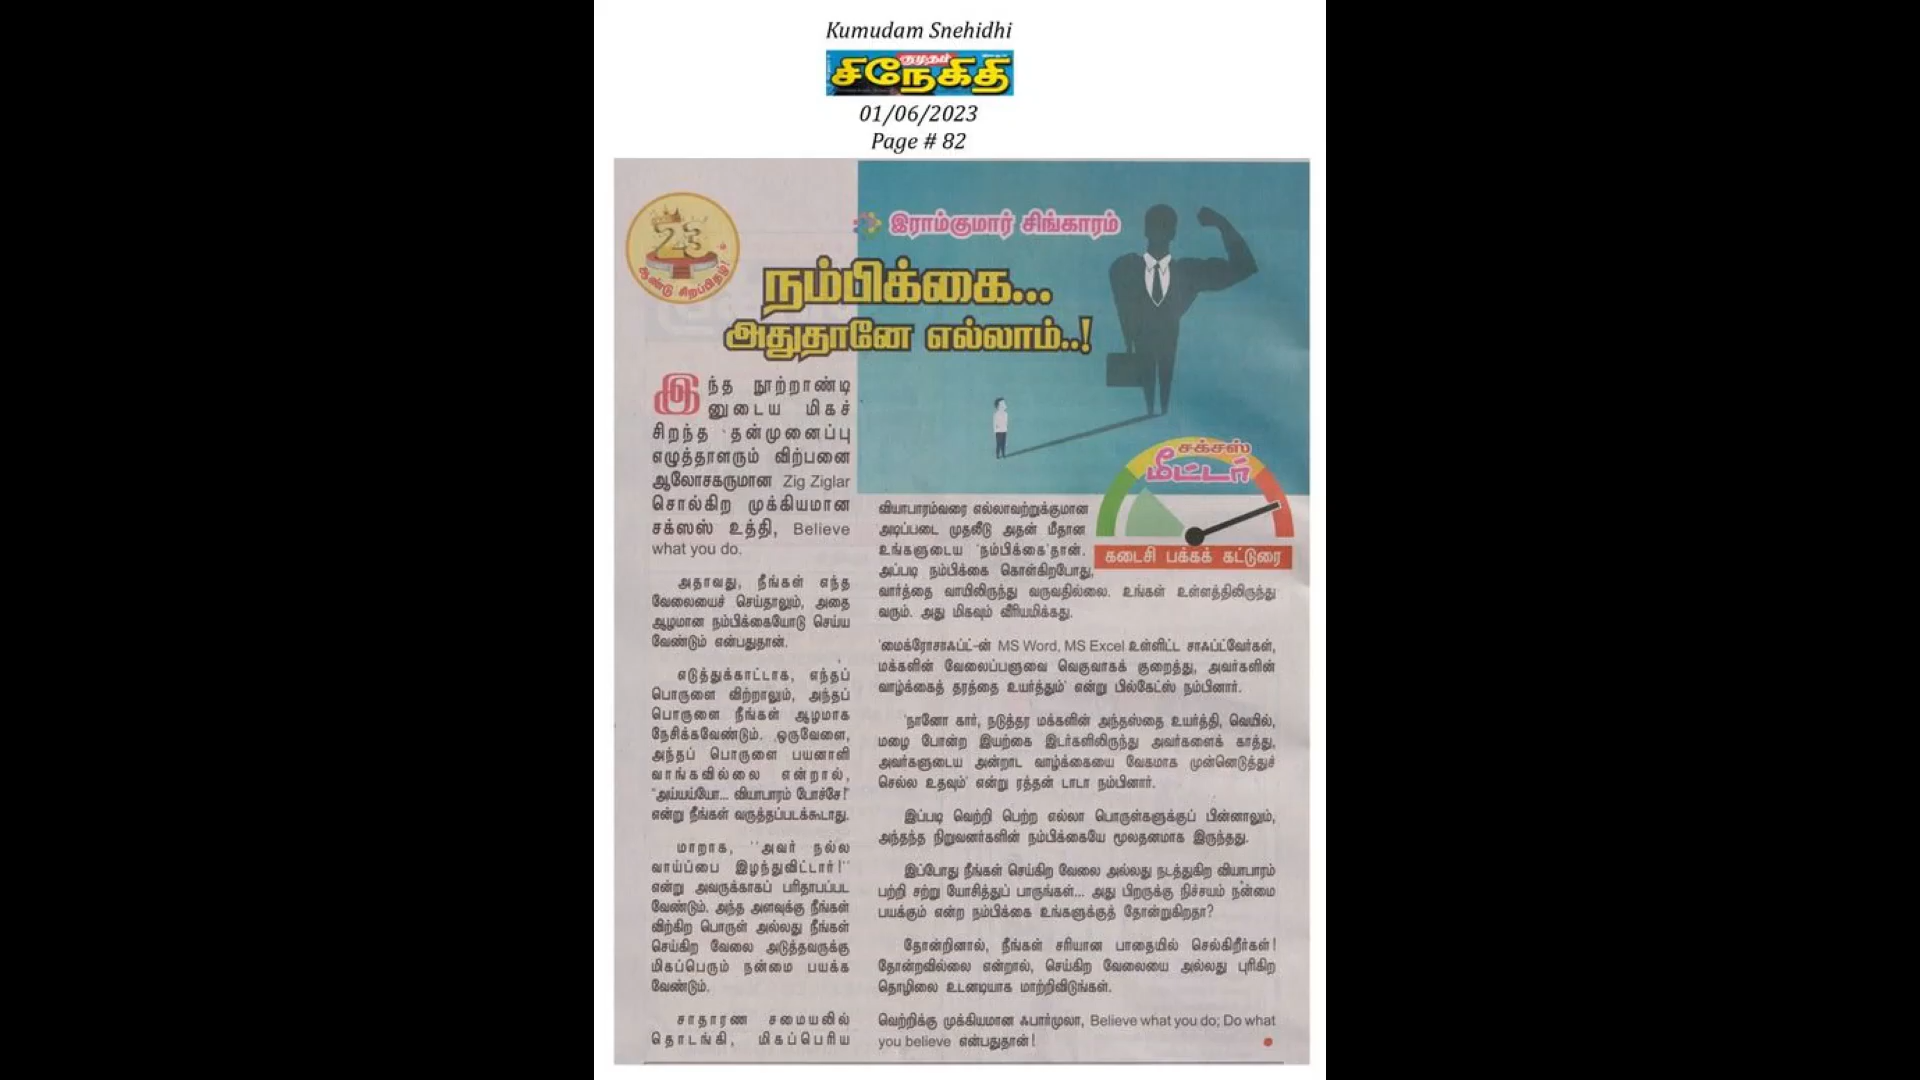 Kumudam Snehidhi
குமுதம்
சிநேகிதி
01/06/2023
Page # 82
23
ஆண்டு சிறப்பிதழ்!
இராம்குமார் சிங்காரம்
நம்பிக்கை...
அதுதானே எல்லாம்..!
இந்த நூற்றாண்டி
னுடைய மிகச்
சிறந்த தன்முனைப்பு
எழுத்தாளரும் விற்பனை
ஆலோசகருமான Zig Ziglar
சொல்கிற முக்கியமான
சக்ஸஸ் உத்தி, Believe
what you do.
அதாவது, நீங்கள் எந்த
வேலையைச் செய்தாலும், அதை
ஆழமான நம்பிக்கையோடு செய்ய
வேண்டும் என்பதுதான்.
எடுத்துக்காட்டாக, எந்தப்
பொருளை விற்றாலும், அந்தப்
பொருளை நீங்கள் ஆழமாக
நேசிக்கவேண்டும். ஒருவேளை,
அந்தப் பொருளை பயனாளி
வாங்கவில்லை என்றால்,
"அய்யய்யோ... வியாபாரம் போச்சே!"
என்று நீங்கள் வருத்தப்படக்கூடாது.
மாறாக, "அவர் நல்ல
வாய்ப்பை இழந்துவிட்டார்!"
என்று அவருக்காகப் பரிதாபப்பட
வேண்டும். அந்த அளவுக்கு நீங்கள்
விற்கிற பொருள் அல்லது நீங்கள்
செய்கிற வேலை அடுத்தவருக்கு
மிகப்பெரும் நன்மை பயக்க
வேண்டும்.
சாதாரண சமையலில்
தொடங்கி, மிகப்பெரிய
சக்சஸ்
மீட்டர்
கடைசி பக்கக் கட்டுரை
வியாபாரம்வரை எல்லாவற்றுக்குமான
அடிப்படை முதலீடு அதன் மீதான
உங்களுடைய 'நம்பிக்கை'தான்.
அப்படி நம்பிக்கை கொள்கிறபோது,
வார்த்தை வாயிலிருந்து வருவதில்லை. உங்கள் உள்ளத்திலிருந்து
வரும். அது மிகவும் வீரியமிக்கது.
'மைக்ரோசாஃப்ட்-ன் MS Word, MS Excel உள்ளிட்ட சாஃப்ட்வேர்கள்,
மக்களின் வேலைப்பளுவை வெகுவாகக் குறைத்து, அவர்களின்
வாழ்க்கைத் தரத்தை உயர்த்தும்' என்று பில்கேட்ஸ் நம்பினார்.
'நானோ கார், நடுத்தர மக்களின் அந்தஸ்தை உயர்த்தி, வெயில்,
மழை போன்ற இயற்கை இடர்களிலிருந்து அவர்களைக் காத்து,
அவர்களுடைய அன்றாட வாழ்க்கையை வேகமாக முன்னெடுத்துச்
செல்ல உதவும்' என்று ரத்தன் டாடா நம்பினார்.
இப்படி வெற்றி பெற்ற எல்லா பொருள்களுக்குப் பின்னாலும்,
அந்தந்த நிறுவனர்களின் நம்பிக்கையே மூலதனமாக இருந்தது.
இப்போது நீங்கள் செய்கிற வேலை அல்லது நடத்துகிற வியாபாரம்
பற்றி சற்று யோசித்துப் பாருங்கள்... அது பிறருக்கு நிச்சயம் நன்மை
பயக்கும் என்ற நம்பிக்கை உங்களுக்குத் தோன்றுகிறதா?
தோன்றினால், நீங்கள் சரியான பாதையில் செல்கிறீர்கள்!
தோன்றவில்லை என்றால், செய்கிற வேலையை அல்லது புரிகிற
தொழிலை உடனடியாக மாற்றிவிடுங்கள்.
வெற்றிக்கு முக்கியமான ஃபார்முலா, Believe what you do; Do what
you believe என்பதுதான்!